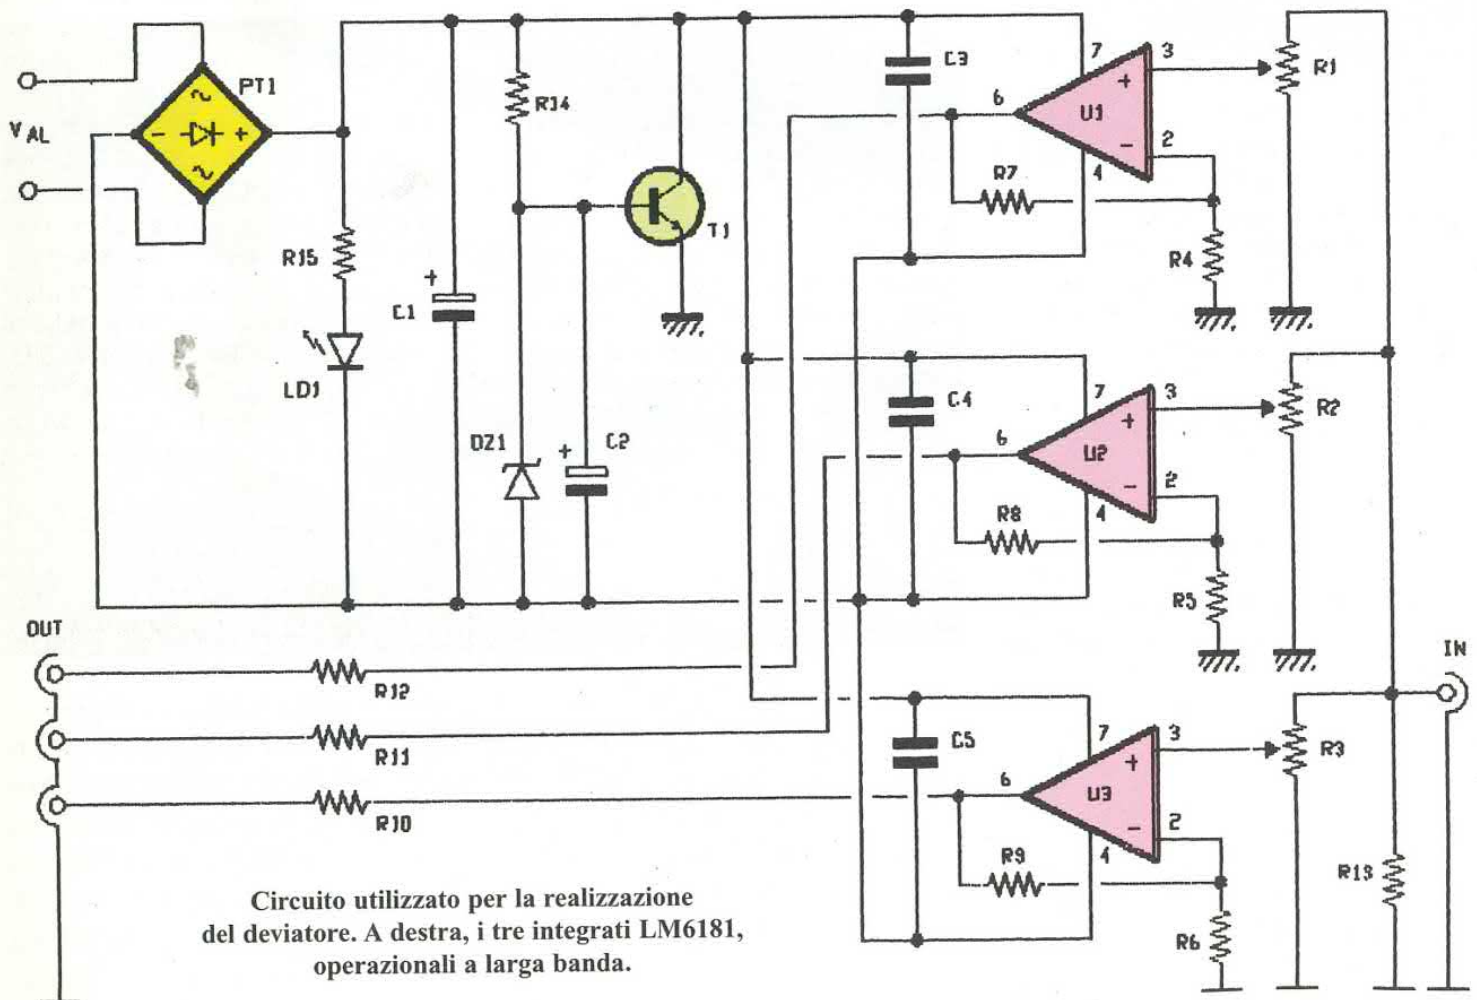 PT1
V AL
~
- +
~
R15
LD1
C1
+
R14
DZ1
C2
+
T1
C3
7
3
+
6
U1
-
2
4
R7
R4
R1
C4
7
3
+
6
U2
-
2
4
R8
R5
R2
OUT
IN
R12
R11
R10
C5
7
3
+
6
U3
-
2
4
R9
R6
R3
R13
Circuito utilizzato per la realizzazione
del deviatore. A destra, i tre integrati LM6181,
operazionali a larga banda.